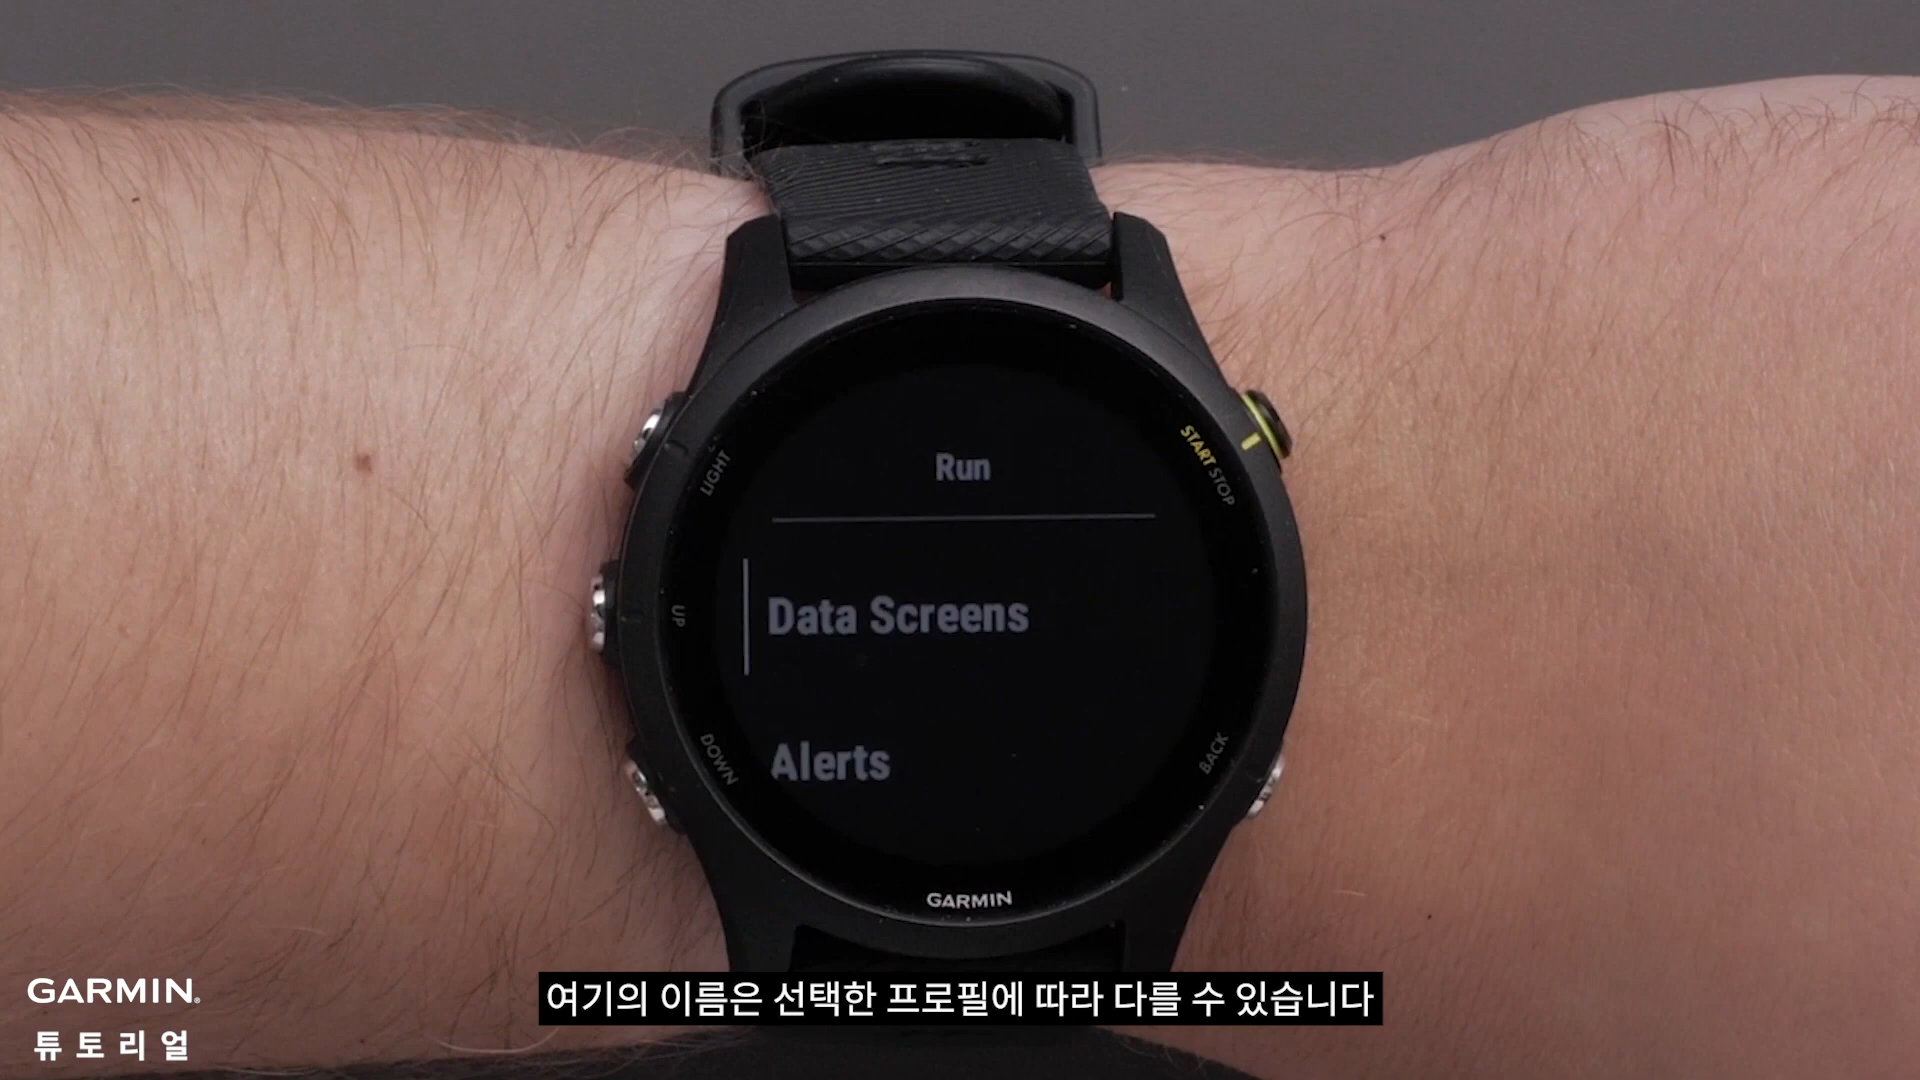 LIGHT
START STOP
Run
UP
Data Screens
DOWN
Alerts
BACK
GARMIN
GARMIN®
튜토리얼
여기의 이름은 선택한 프로필에 따라 다를 수 있습니다